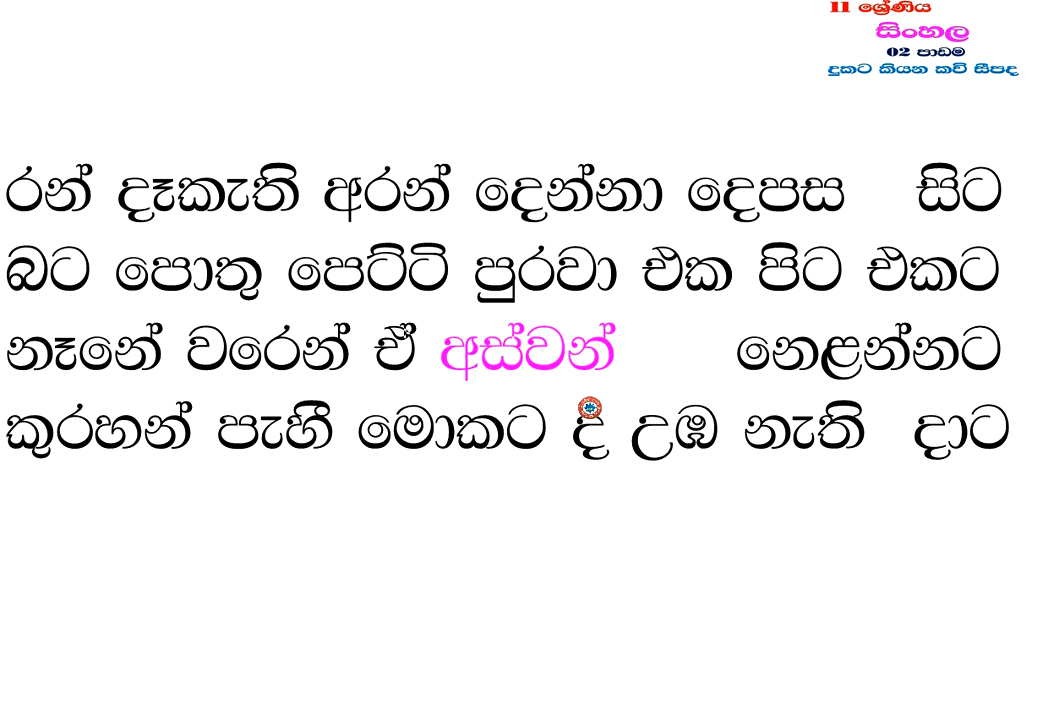 11 ශ්‍රේණිය
සිංහල
02 පාඩම
දුකට කියන කවි සීපද
රන් දෑකැති අරන් දෙන්නා දෙපස සිට
බට පොතු පෙට්ටි පුරවා එක පිට එකට
නෑනේ වරෙන් ඒ අස්වන් නෙළන්නට
කුරහන් පැහී මොකට ද උඹ නැති දාට